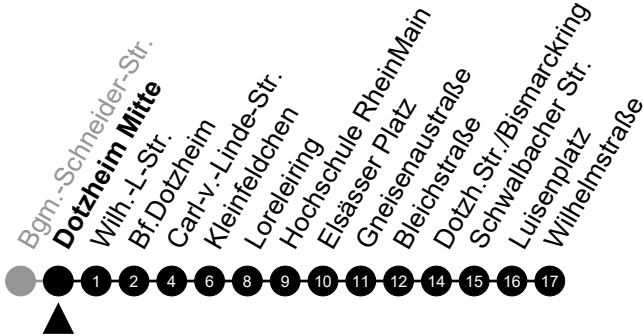 Bgm.-Schneider-Str.
Dotzheim Mitte
Wilh.-L-Str.
Bf.Dotzheim
Carl-v.-Linde-Str.
Kleinfeldchen
Loreleiring
Hochschule RheinMain
Elsässer Platz
Gneisenaustraße
Bleichstraße
Dotzh.Str./Bismarckring
Schwalbacher Str.
Luisenplatz
Wilhelmstraße
1 2 4 6 8 9 10 11 12 14 15 16 17